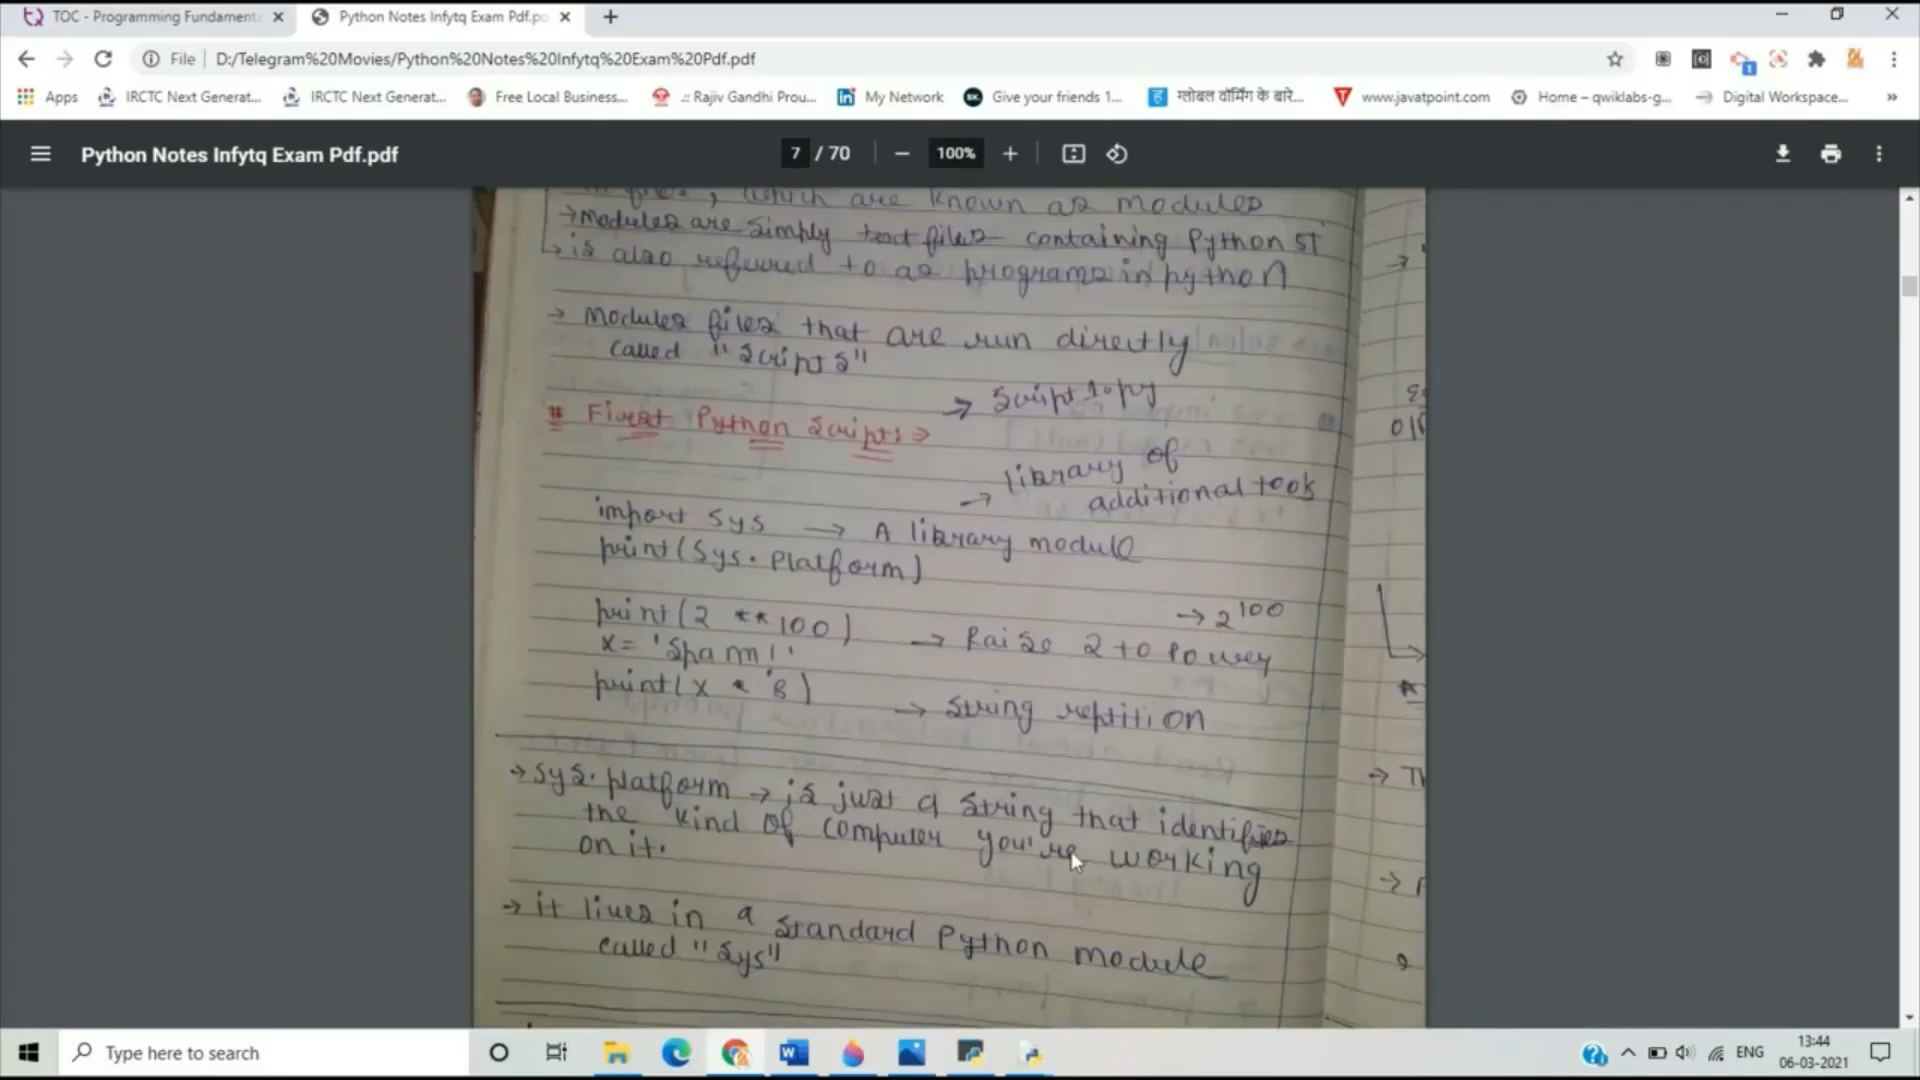 TOC - Programming Fundament
Python Notes Infytq Exam Pdf.po
File
D:/Telegram%20Movies/Python%20Notes%20Infytq%20Exam%20Pdf.pdf
Apps
IRCTC Next Generat...
IRCTC Next Generat...
Free Local Business...
.:: Rajiv Gandhi Prou...
My Network
Give your friends 1...
ग्लोबल वॉर्मिंग के बारे...
www.javatpoint.com
Home – qwiklabs-g...
Digital Workspace...
Python Notes Infytq Exam Pdf.pdf
7 / 70
100%
which are known as modules
→ Modules are simply text files containing Python st
→ is also referred to as programs in python
→ Modules files that are run directly
called "Scripts"
# First Python Scripts →
→ Script1.py
→ library of
additional tools
import sys → A library module
print(sys.platform)
print(2 **100) → Raise 2 to power
→ 2^100
x = 'Spam!'
print(x * 8) → String reptition
→ sys.platform → is just a string that identifies
the kind of computer you're working
on it.
→ it lives in a standard Python module
called "Sys"
Type here to search
ENG
13:44
06-03-2021